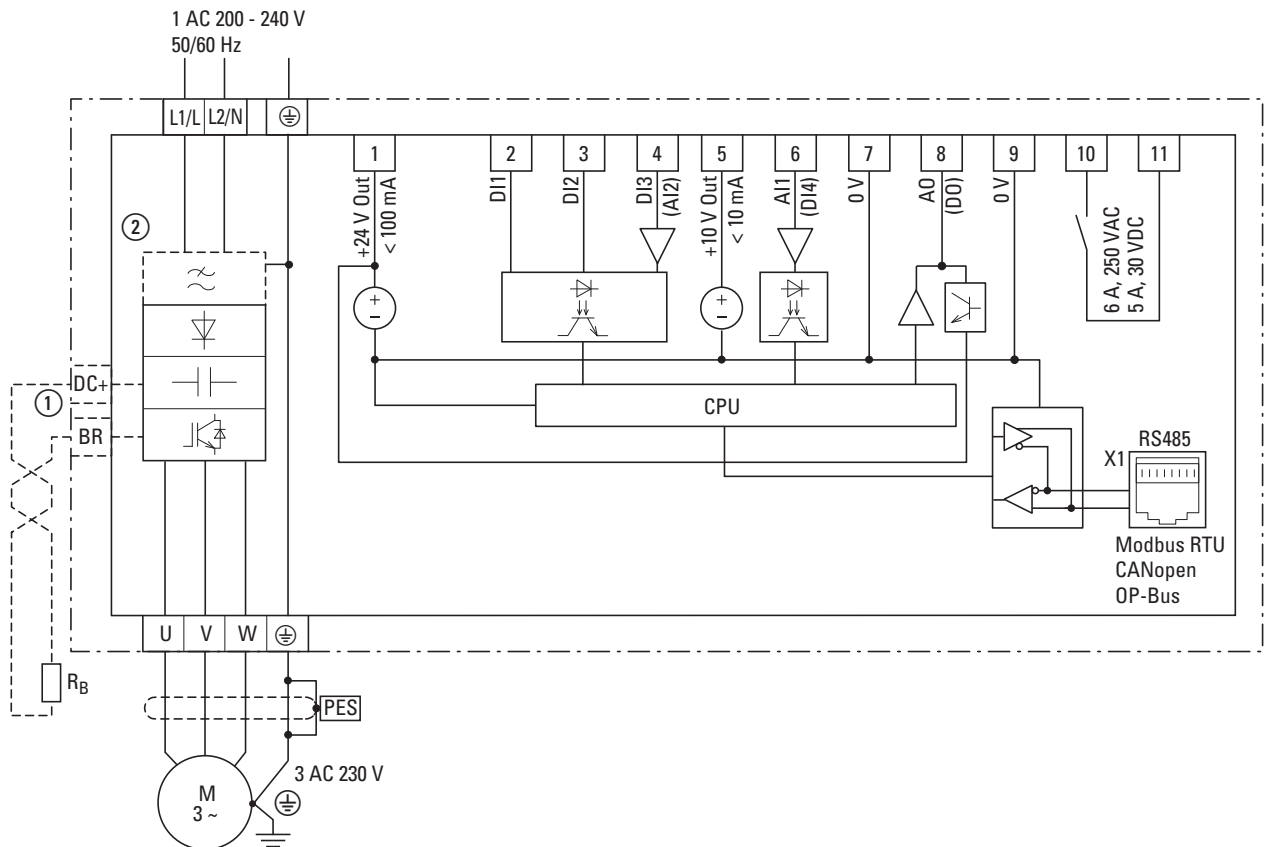 1 AC 200 - 240 V
50/60 Hz
L1/L L2/N
1 2 3 4 5 6 7 8 9 10 11
+24 V Out
< 100 mA
DI1
DI2
DI3
(AI2)
+10 V Out
< 10 mA
AI1
(DI4)
0 V
AO
(DO)
0 V
6 A, 250 VAC
5 A, 30 VDC
2
+
−
+
−
DC+
1
BR
CPU
RS485
X1
Modbus RTU
CANopen
OP-Bus
U V W
RB
PES
3 AC 230 V
M
3 ~